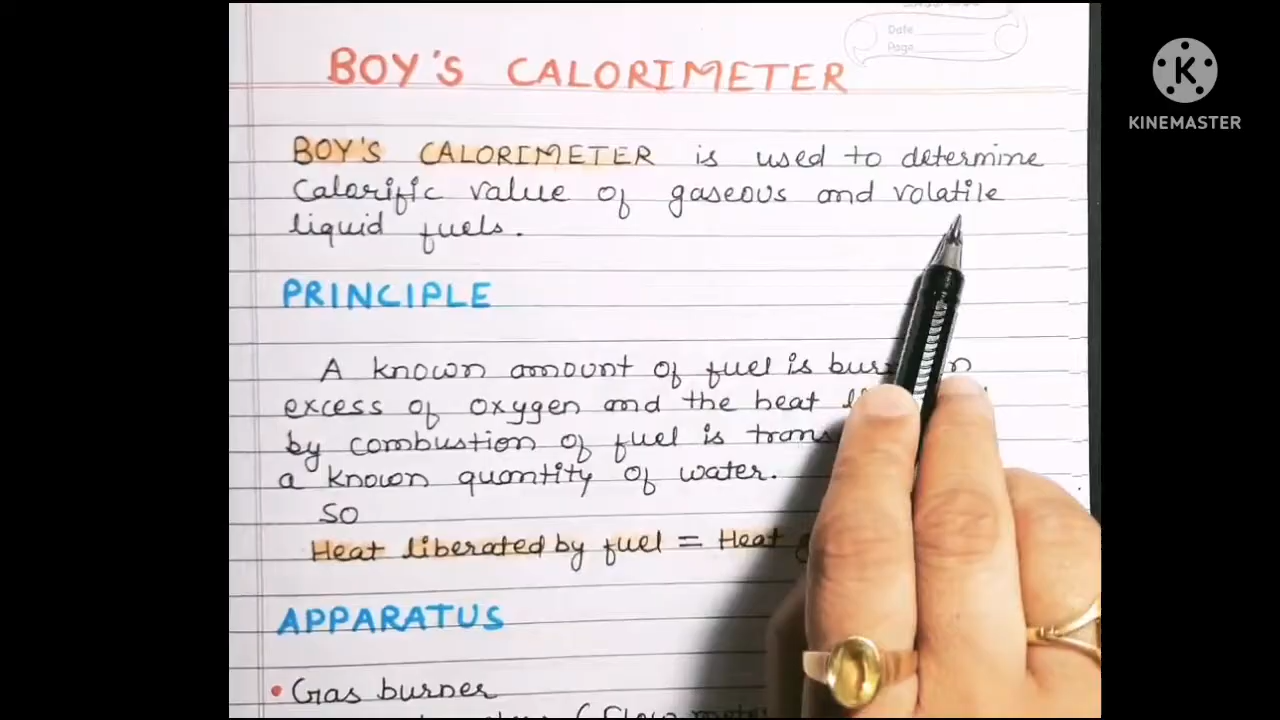 Date
Page
BOY'S CALORIMETER
K
KINEMASTER
BOY'S CALORIMETER is used to determine
Calorific value of gaseous and volatile
liquid fuels.
PRINCIPLE
A known amount of fuel is
excess of oxygen and the heat
by combustion of fuel is
a known quantity of water.
SO
Heat liberated by fuel = Heat
APPARATUS
• Gas burner